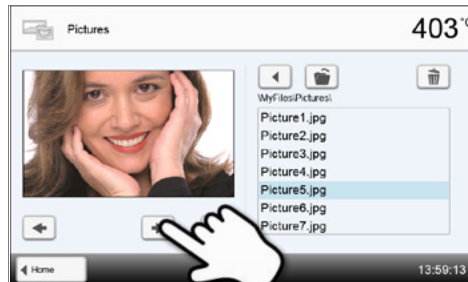 Pictures
403 °C
\MyFiles\Pictures\
Picture1.jpg
Picture2.jpg
Picture3.jpg
Picture4.jpg
Picture5.jpg
Picture6.jpg
Picture7.jpg
Home
13:59:13